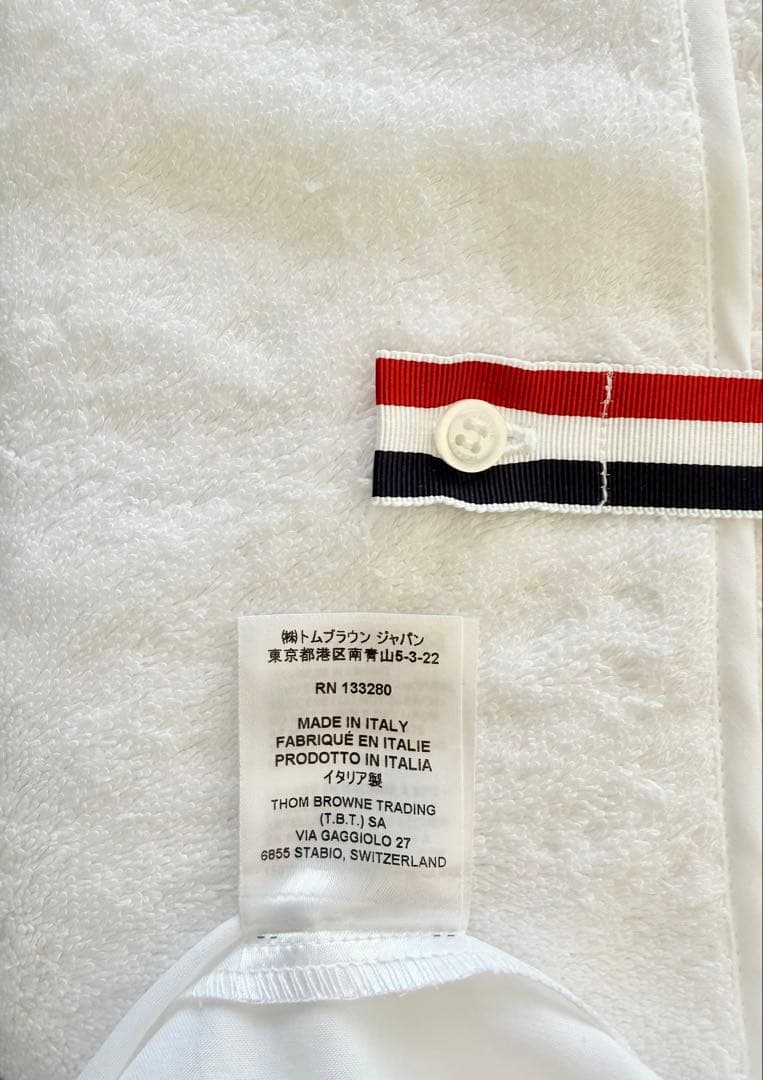 ㈱トムブラウン ジャパン
東京都港区南青山5-3-22
RN 133280
MADE IN ITALY
FABRIQUÉ EN ITALIE
PRODOTTO IN ITALIA
イタリア製
THOM BROWNE TRADING
(T.B.T.) SA
VIA GAGGIOLO 27
6855 STABIO, SWITZERLAND